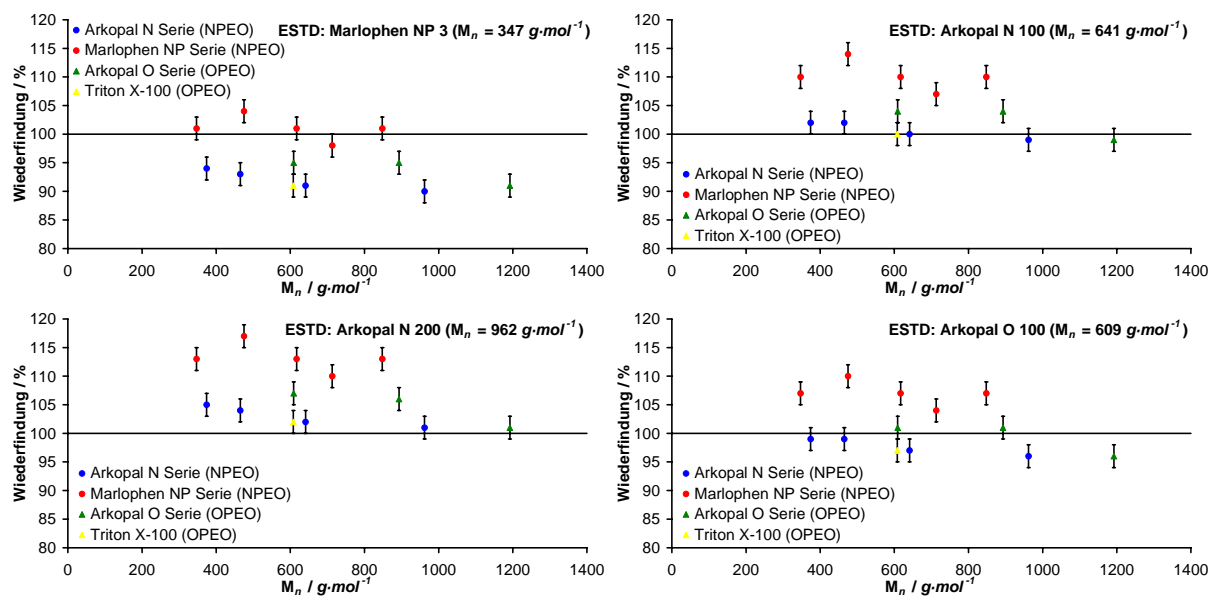 ESTD: Marlophen NP 3 (Mn = 347 g·mol-1)
Arkopal N Serie (NPEO)
Marlophen NP Serie (NPEO)
Arkopal O Serie (OPEO)
Triton X-100 (OPEO)
Wiederfindung / %
120
115
110
105
100
95
90
85
80
0 200 400 600 800 1000 1200 1400
Mn / g·mol-1
ESTD: Arkopal N 100 (Mn = 641 g·mol-1)
Wiederfindung / %
120
115
110
105
100
95
90
85
80
Arkopal N Serie (NPEO)
Marlophen NP Serie (NPEO)
Arkopal O Serie (OPEO)
Triton X-100 (OPEO)
0 200 400 600 800 1000 1200 1400
Mn / g·mol-1
ESTD: Arkopal N 200 (Mn = 962 g·mol-1)
Wiederfindung / %
120
115
110
105
100
95
90
85
80
Arkopal N Serie (NPEO)
Marlophen NP Serie (NPEO)
Arkopal O Serie (OPEO)
Triton X-100 (OPEO)
0 200 400 600 800 1000 1200 1400
Mn / g·mol-1
ESTD: Arkopal O 100 (Mn = 609 g·mol-1)
Wiederfindung / %
120
115
110
105
100
95
90
85
80
Arkopal N Serie (NPEO)
Marlophen NP Serie (NPEO)
Arkopal O Serie (OPEO)
Triton X-100 (OPEO)
0 200 400 600 800 1000 1200 1400
Mn / g·mol-1